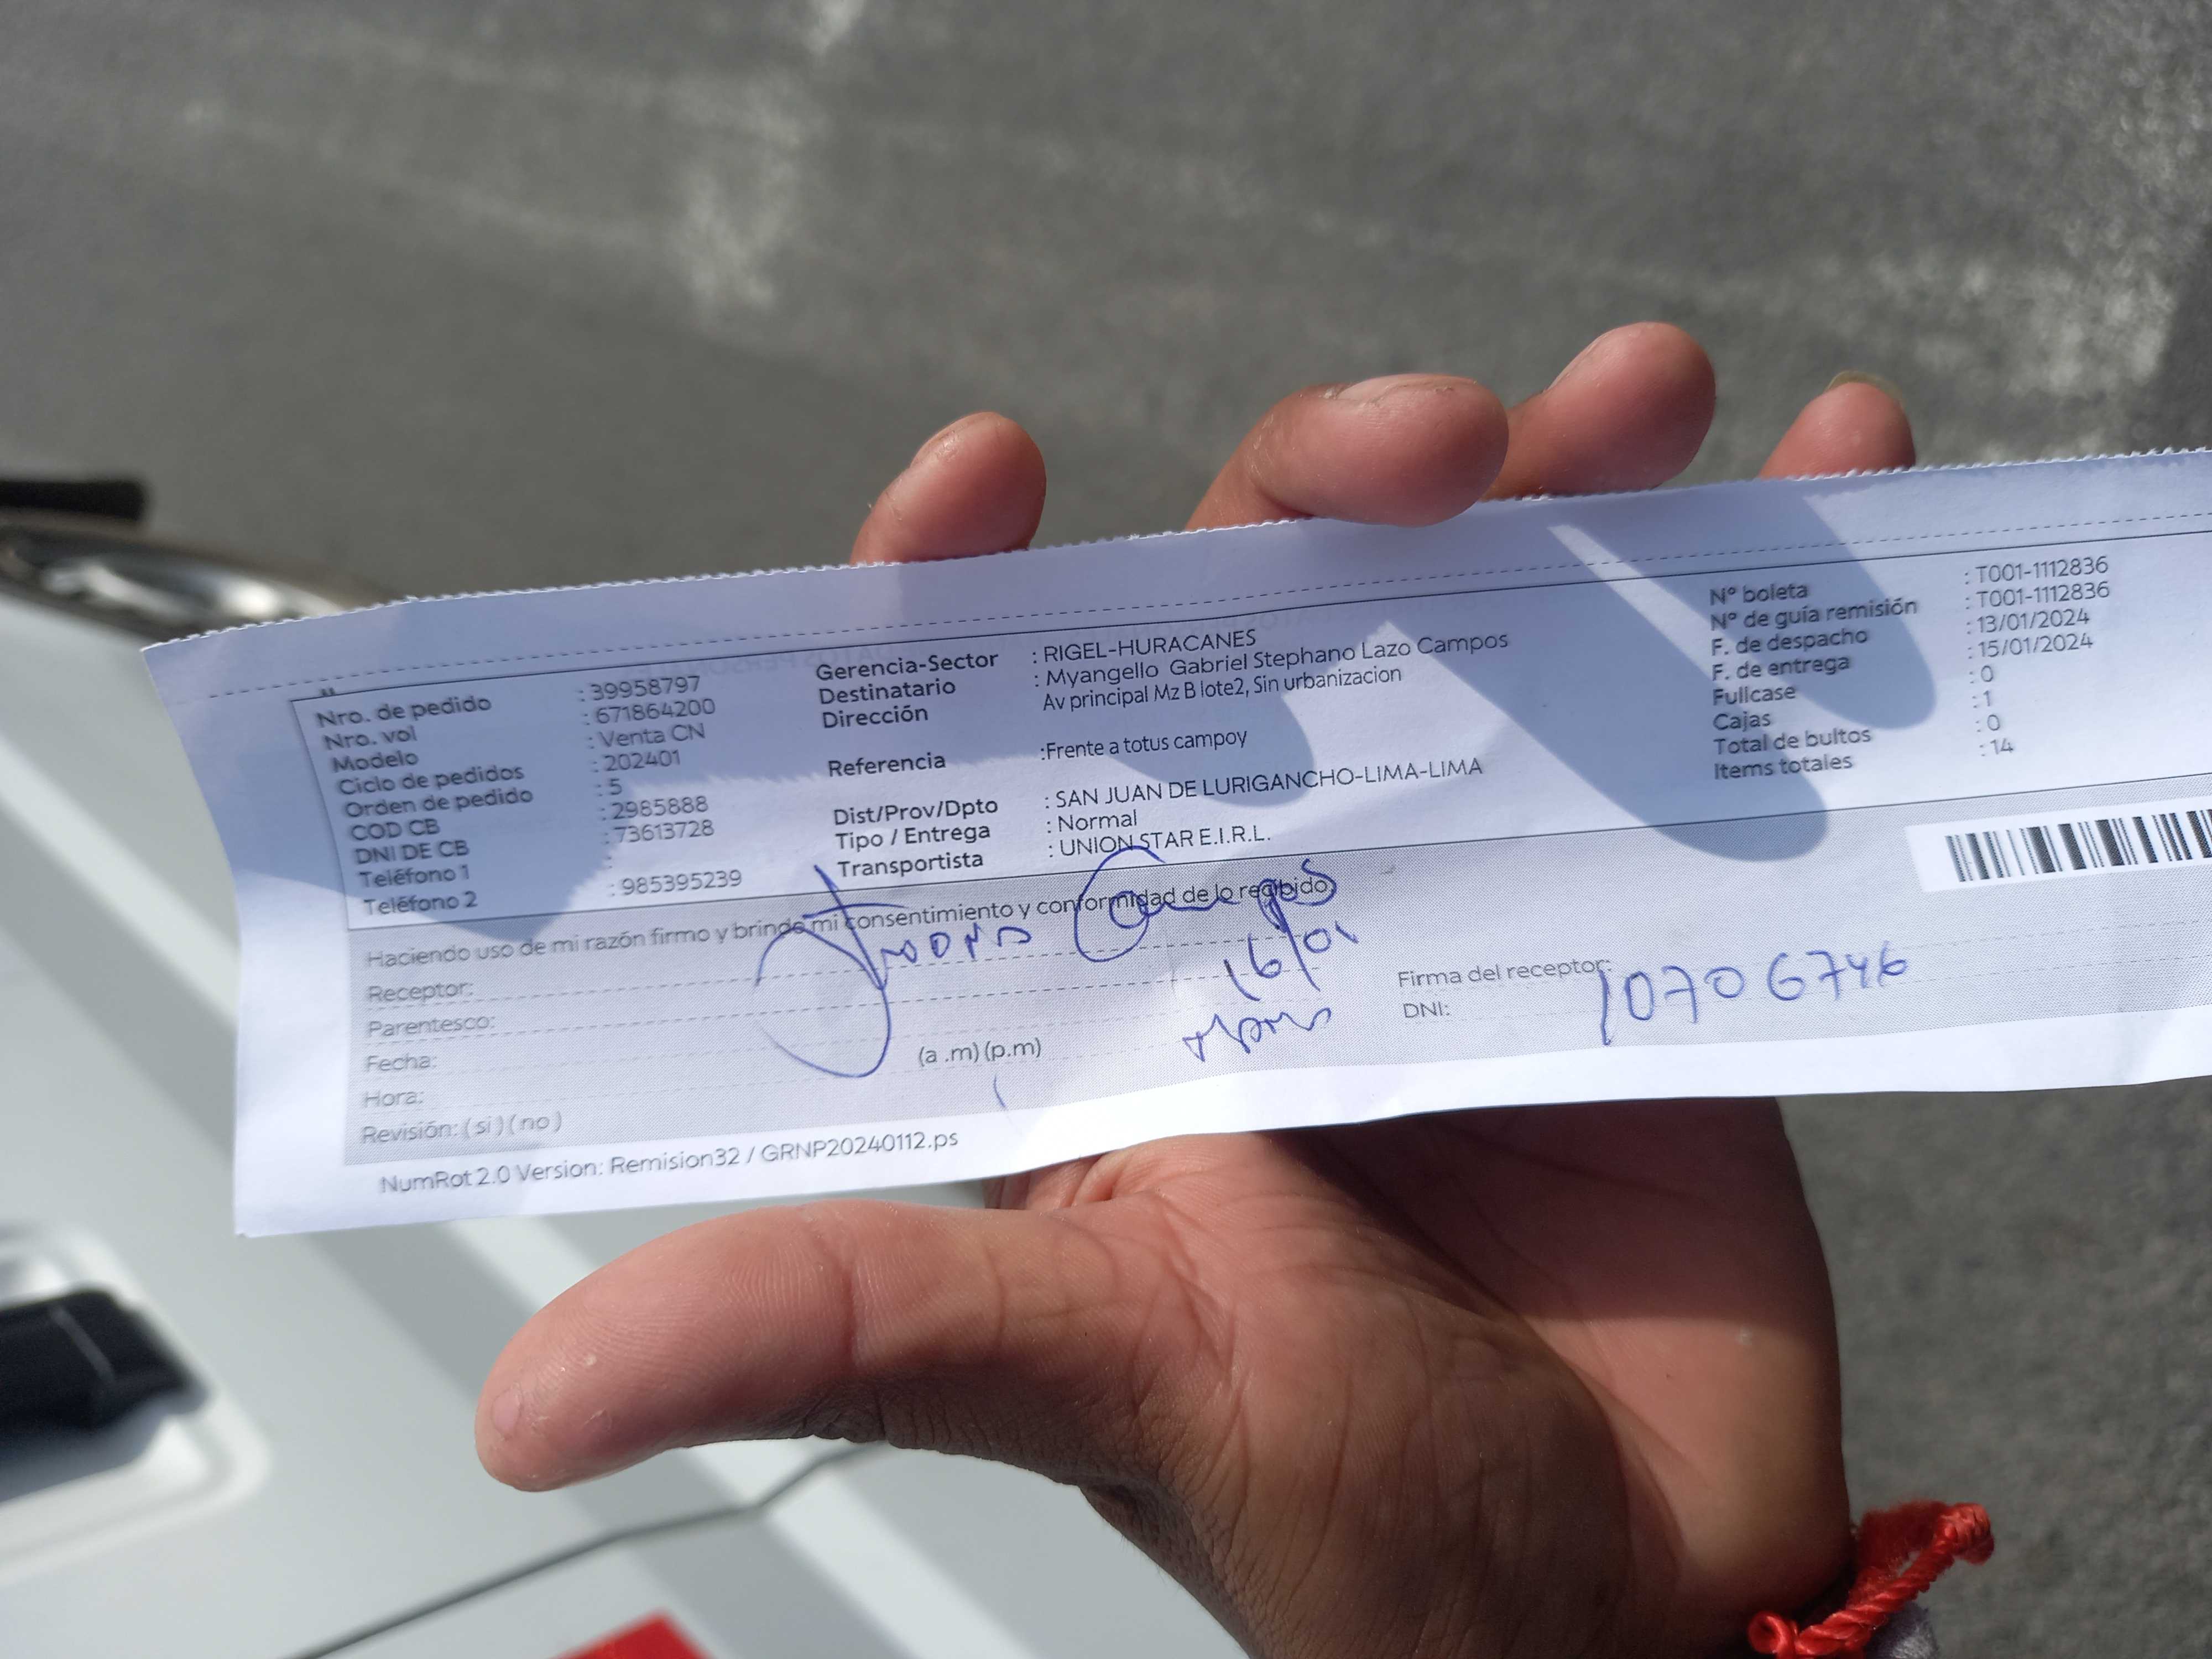 Nro. de pedido : 39958797
Nro. vol : 671864200
Modelo : Venta CN
Ciclo de pedidos : 202401
Orden de pedido : 5
COD CB : 2985888
DNI DE CB : 73613728
Teléfono 1 :
Teléfono 2 : 985395239
Gerencia-Sector : RIGEL-HURACANES
Destinatario : Myangello Gabriel Stephano Lazo Campos
Dirección Av principal Mz B lote2, Sin urbanizacion
Referencia :Frente a totus campoy
Dist/Prov/Dpto : SAN JUAN DE LURIGANCHO-LIMA-LIMA
Tipo / Entrega : Normal
Transportista : UNION STAR E.I.R.L.
N° boleta : T001-1112836
N° de guía remisión : T001-1112836
F. de despacho : 13/01/2024
F. de entrega : 15/01/2024
Fullcase : 0
Cajas : 1
Total de bultos : 0
Items totales : 14
Haciendo uso de mi razón firmo y brindo mi consentimiento y conformidad de lo recibido
Receptor: Campos
Parentesco: 16/01
Fecha:
Hora: (a .m) (p.m)
Revisión: ( si ) ( no )
Firma del receptor:
DNI: 10706746
NumRot 2.0 Version: Remision32 / GRNP20240112.ps